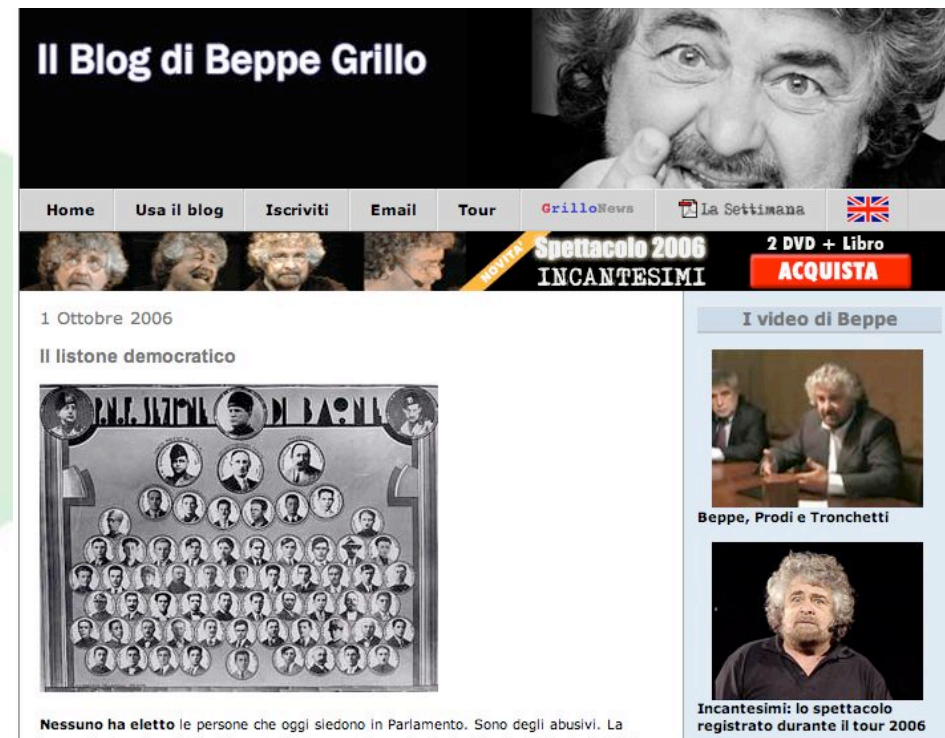 Il Blog di Beppe Grillo
Home Usa il blog Iscriviti Email Tour GrilloNews La Settimana
NOVITA' Spettacolo 2006 2 DVD + Libro
INCANTESIMI ACQUISTA
1 Ottobre 2006
Il listone democratico
P.N.F. SEZIONE DI BAONE
Nessuno ha eletto le persone che oggi siedono in Parlamento. Sono degli abusivi. La
I video di Beppe
Beppe, Prodi e Tronchetti
Incantesimi: lo spettacolo
registrato durante il tour 2006